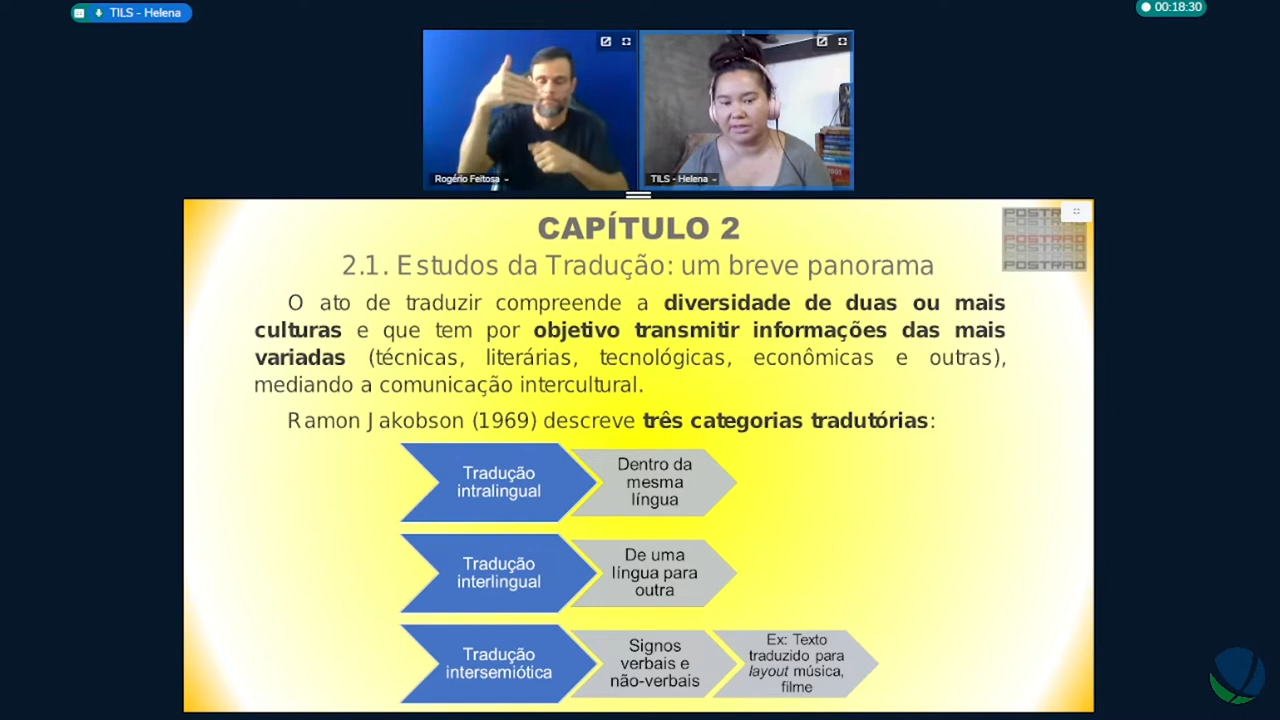 TILS - Helena
00:18:30
Rogério Feitosa
TILS - Helena
CAPÍTULO 2
POSTRAD
POSTRAD
POSTRAD
2.1. Estudos da Tradução: um breve panorama
O ato de traduzir compreende a diversidade de duas ou mais
culturas e que tem por objetivo transmitir informações das mais
variadas (técnicas, literárias, tecnológicas, econômicas e outras),
mediando a comunicação intercultural.
Ramon Jakobson (1969) descreve três categorias tradutórias:
Tradução
intralingual
Dentro da
mesma
língua
Tradução
interlingual
De uma
língua para
outra
Tradução
intersemiótica
Signos
verbais e
não-verbais
Ex: Texto
traduzido para
layout música,
filme